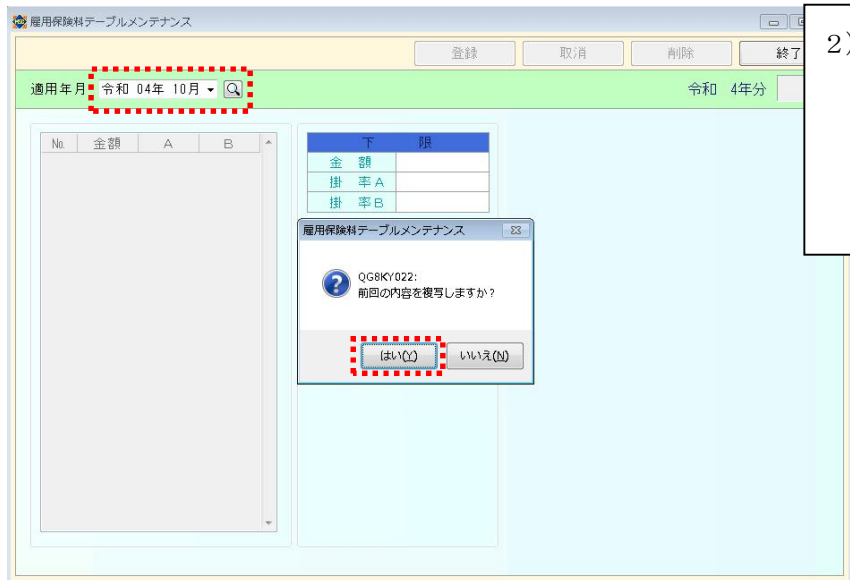 雇用保険料テーブルメンテナンス
登録 取消 削除 終了
2)
適用年月 令和 04年 10月 令和 4年分
No. 金額 A B
下 限
金 額
掛 率A
掛 率B
雇用保険料テーブルメンテナンス
QG8KY022:
前回の内容を複写しますか?
はい(Y) いいえ(N)